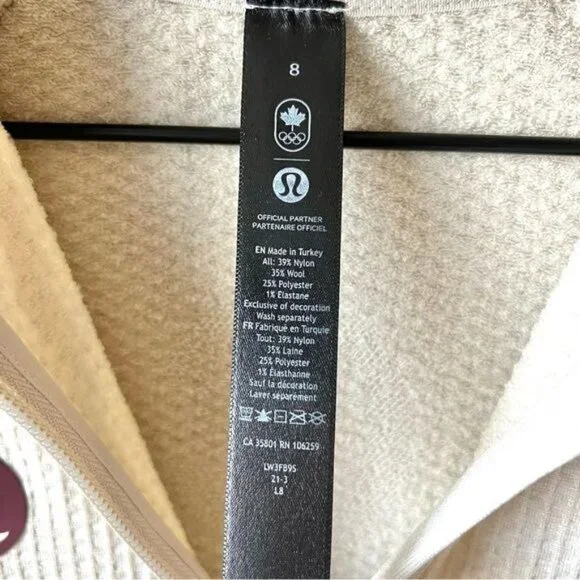 8
OFFICIAL PARTNER
PARTENAIRE OFFICIEL
EN Made in Turkey
All: 39% Nylon
35% Wool
25% Polyester
1% Elastane
Exclusive of decoration
Wash separately
FR Fabriqué en Turquie
Tout: 39% Nylon
35% Laine
25% Polyester
1% Élasthanne
Sauf la décoration
Laver séparément
CA 35801 RN 106259
LW3FB9S
21-3
L8